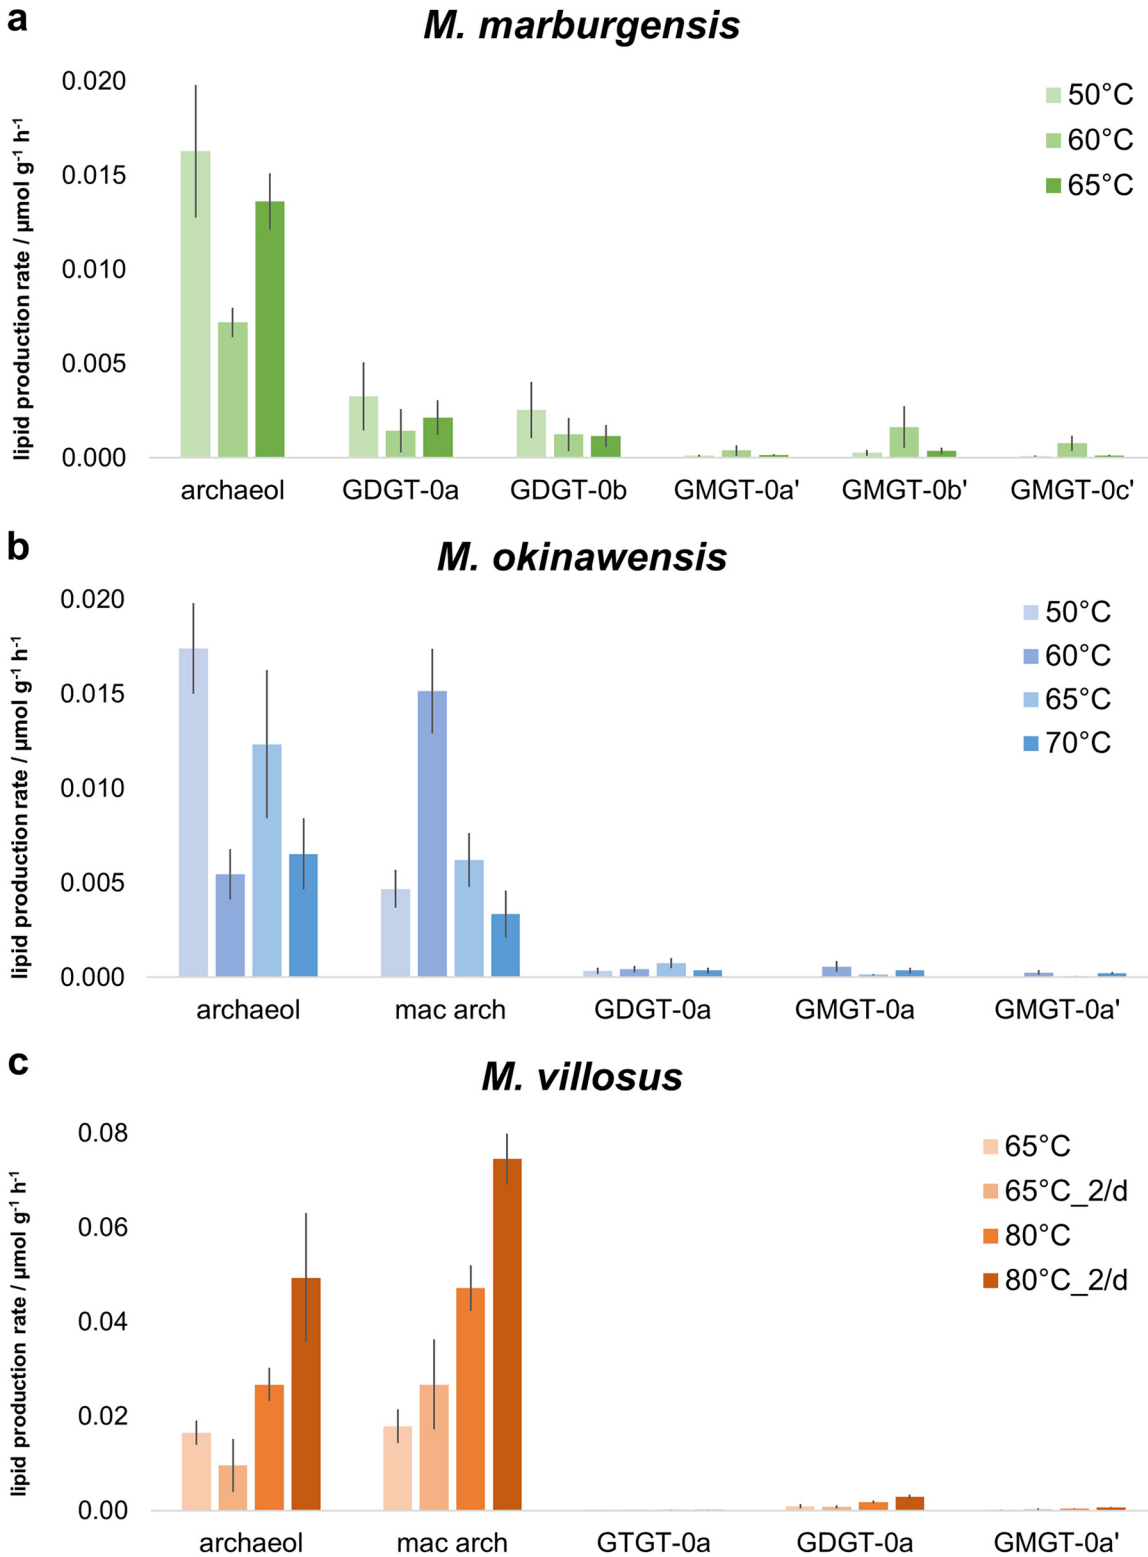 a
M. marburgensis
lipid production rate / µmol g⁻¹ h⁻¹
0.020
0.015
0.010
0.005
0.000
50°C
60°C
65°C
archaeol GDGT-0a GDGT-0b GMGT-0a' GMGT-0b' GMGT-0c'
b
M. okinawensis
lipid production rate / µmol g⁻¹ h⁻¹
0.020
0.015
0.010
0.005
0.000
50°C
60°C
65°C
70°C
archaeol mac arch GDGT-0a GMGT-0a GMGT-0a'
c
M. villosus
lipid production rate / µmol g⁻¹ h⁻¹
0.08
0.06
0.04
0.02
0.00
65°C
65°C_2/d
80°C
80°C_2/d
archaeol mac arch GTGT-0a GDGT-0a GMGT-0a'